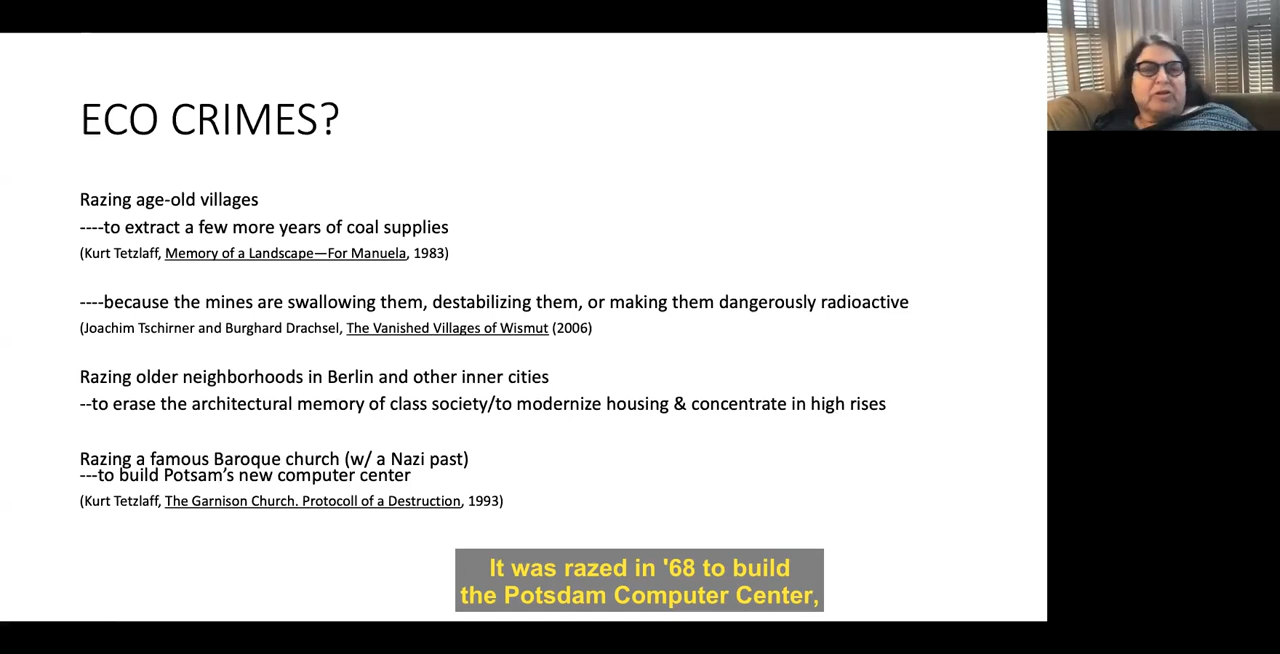 ECO CRIMES?
Razing age-old villages
----to extract a few more years of coal supplies
(Kurt Tetzlaff, Memory of a Landscape—For Manuela, 1983)
----because the mines are swallowing them, destabilizing them, or making them dangerously radioactive
(Joachim Tschirner and Burghard Drachsel, The Vanished Villages of Wismut (2006)
Razing older neighborhoods in Berlin and other inner cities
--to erase the architectural memory of class society/to modernize housing & concentrate in high rises
Razing a famous Baroque church (w/ a Nazi past)
---to build Potsam’s new computer center
(Kurt Tetzlaff, The Garnison Church. Protocoll of a Destruction, 1993)
It was razed in '68 to build
the Potsdam Computer Center,